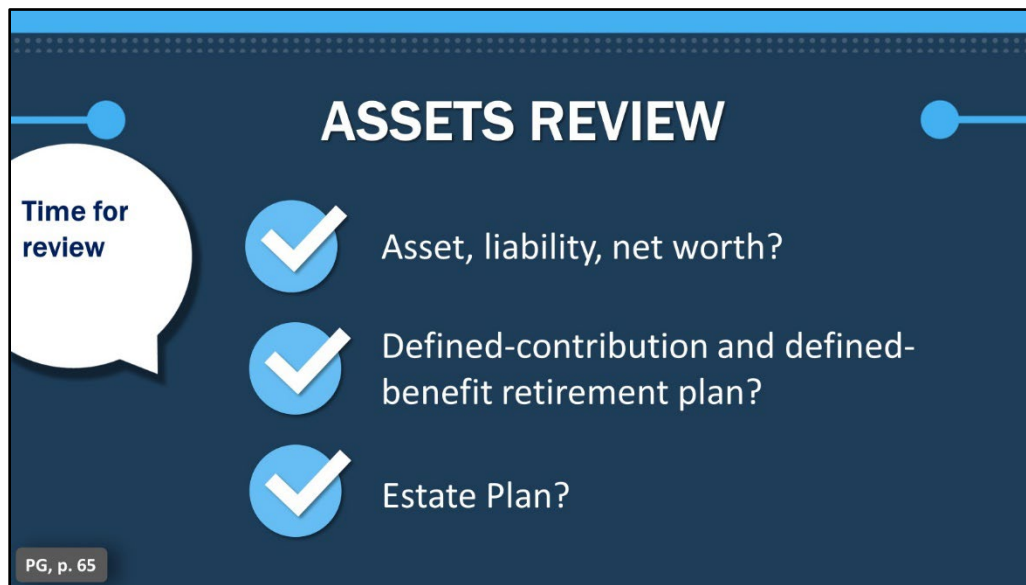 ASSETS REVIEW
Time for
review
Asset, liability, net worth?
Defined-contribution and defined-
benefit retirement plan?
Estate Plan?
PG, p. 65